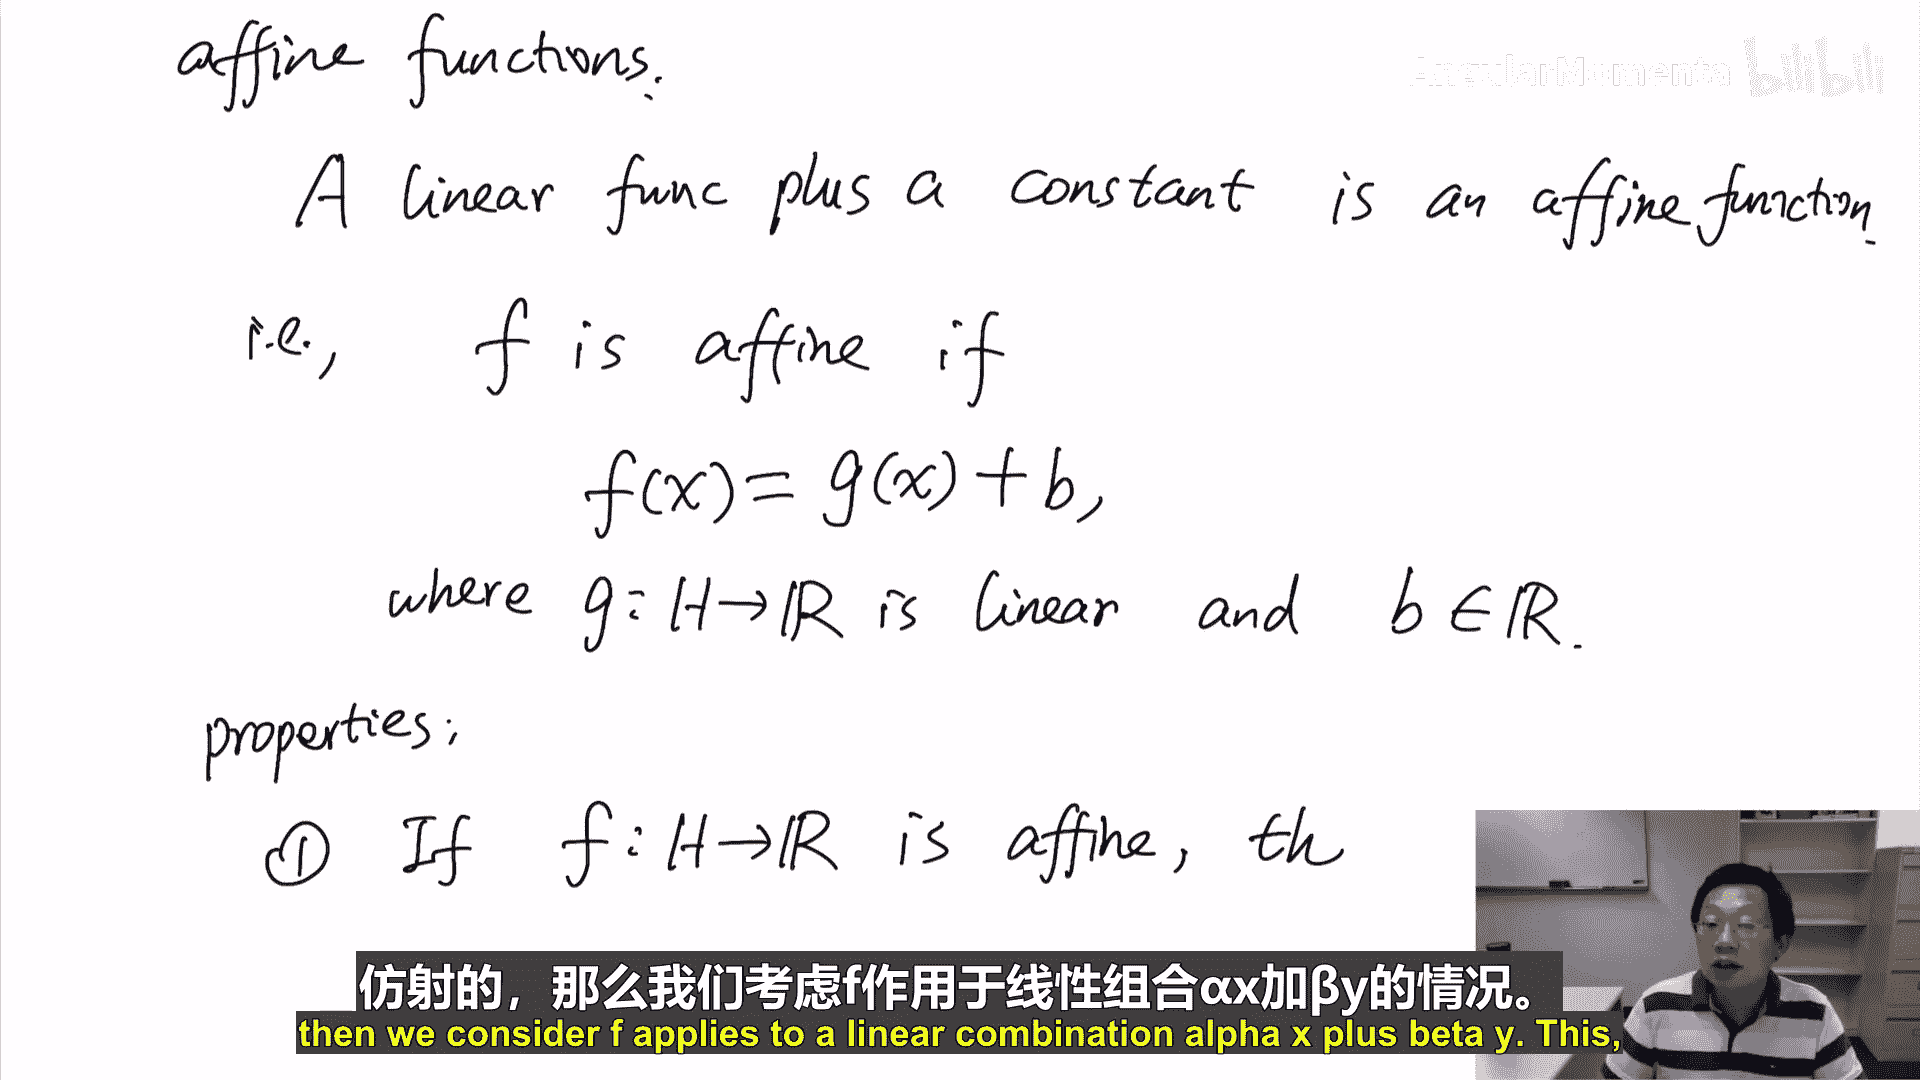 affine functions.
AngularMomenta bilibili
A linear func plus a constant is an affine function.
i.e., f is affine if
f(x) = g(x) + b,
where g: H→ℝ is linear and b ∈ ℝ.
properties:
① If f: H→ℝ is affine, th
仿射的，那么我们考虑f作用于线性组合αx加βy的情况。
then we consider f applies to a linear combination alpha x plus beta y. This,